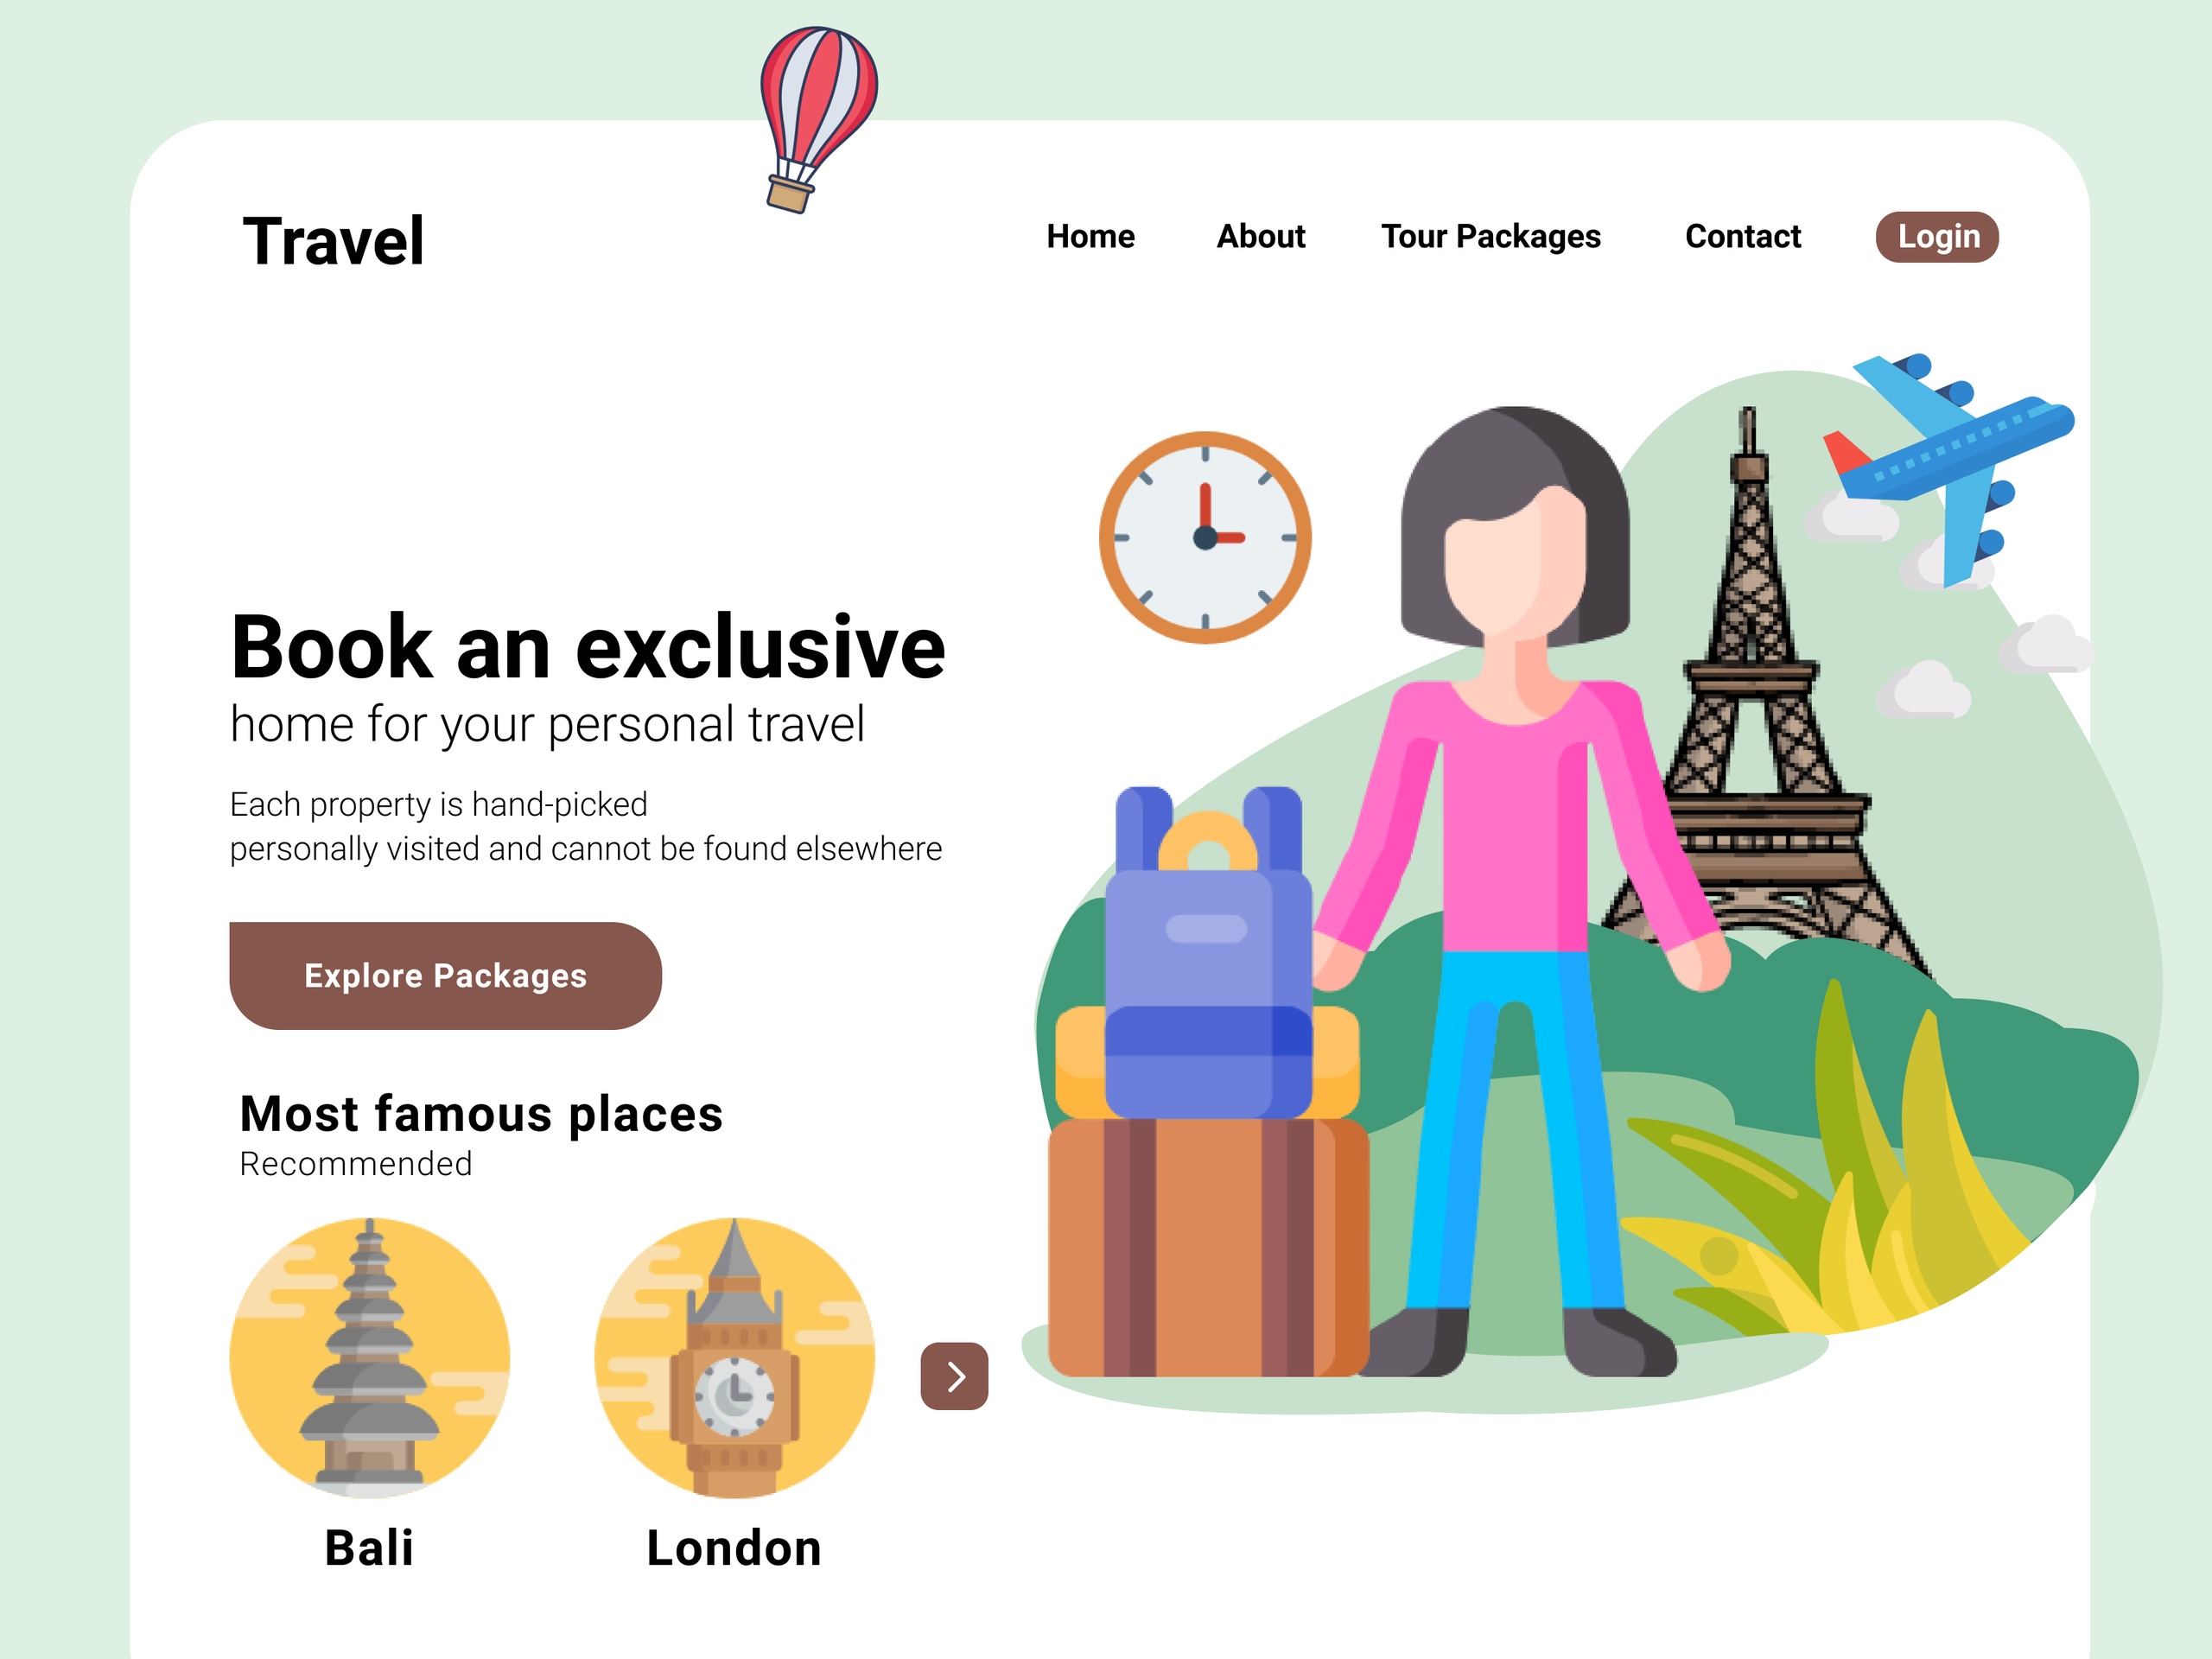 Travel
Home
About
Tour Packages
Contact
Login
Book an exclusive
home for your personal travel
Each property is hand-picked
personally visited and cannot be found elsewhere
Explore Packages
Most famous places
Recommended
Bali
London